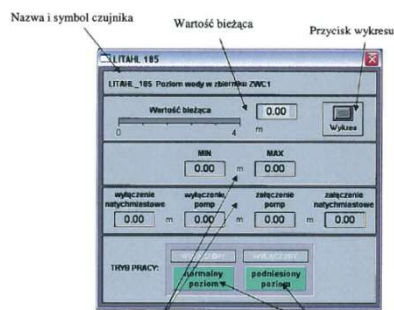 Nazwa i symbol czujnika
Wartość bieżąca
Przycisk wykresu
LITAHL 185
LITAHL_185 Poziom wody w zbiorniku ZWC1
Wartość bieżąca
0.00
0 4 m
Wykres
MIN MAX
0.00 m 0.00
wyłączenie natychmiastowe
wyłączenie pomp
załączenie pomp
załączenie natychmiastowe
0.00 m 0.00 0.00 m 0.00
TRYB PRACY:
normalny poziom
podniesiony poziom